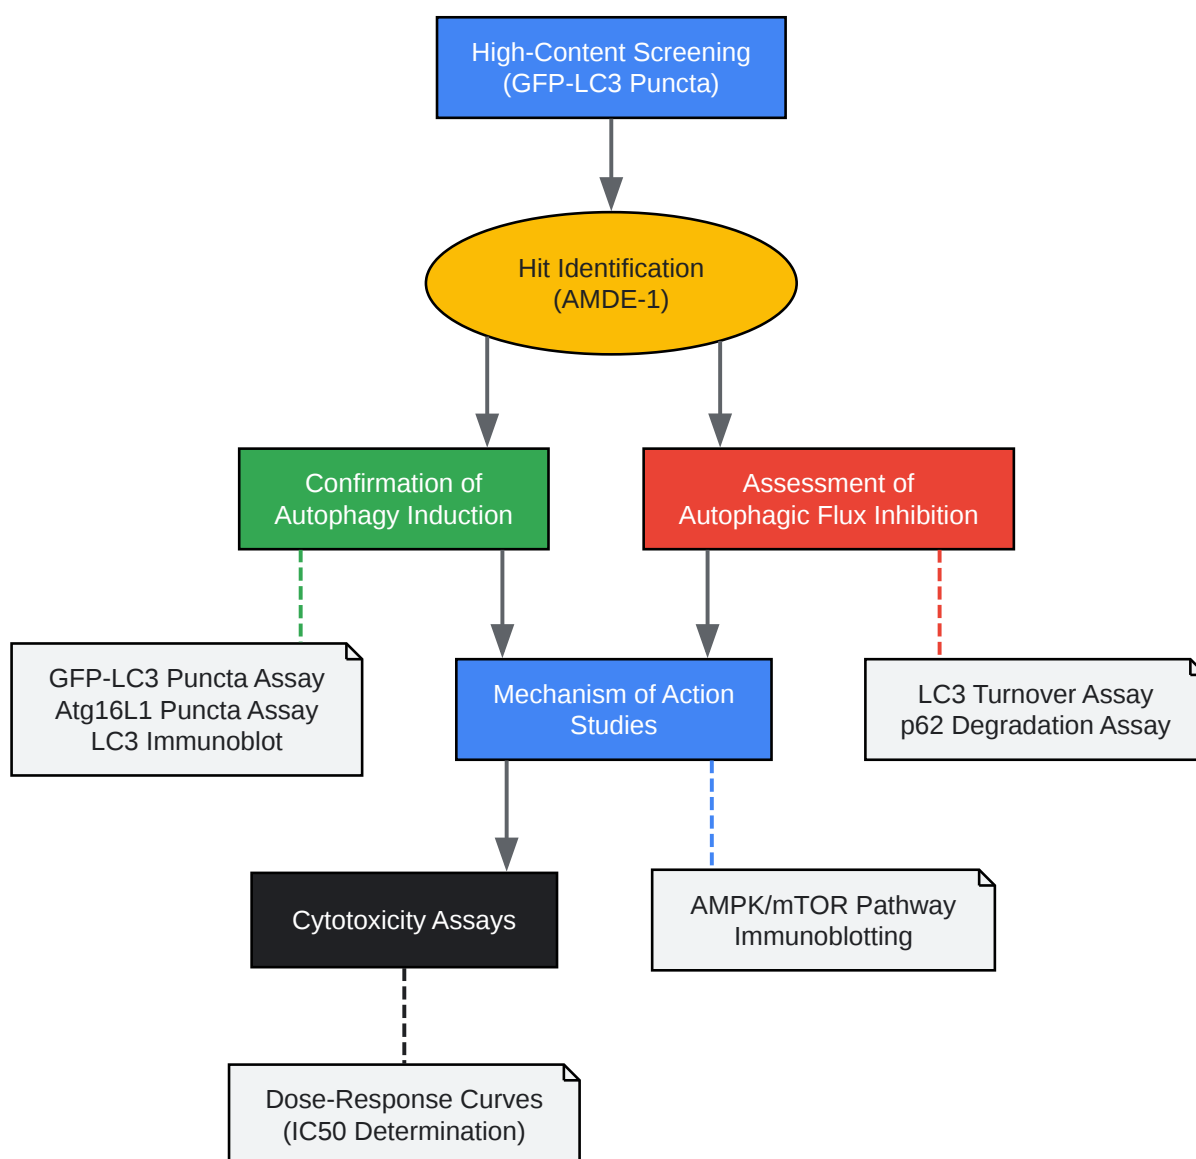 High-Content Screening
(GFP-LC3 Puncta)
Hit Identification
(AMDE-1)
Confirmation of
Autophagy Induction
Assessment of
Autophagic Flux Inhibition
GFP-LC3 Puncta Assay
Atg16L1 Puncta Assay
LC3 Immunoblot
Mechanism of Action
Studies
LC3 Turnover Assay
p62 Degradation Assay
Cytotoxicity Assays
AMPK/mTOR Pathway
Immunoblotting
Dose-Response Curves
(IC50 Determination)